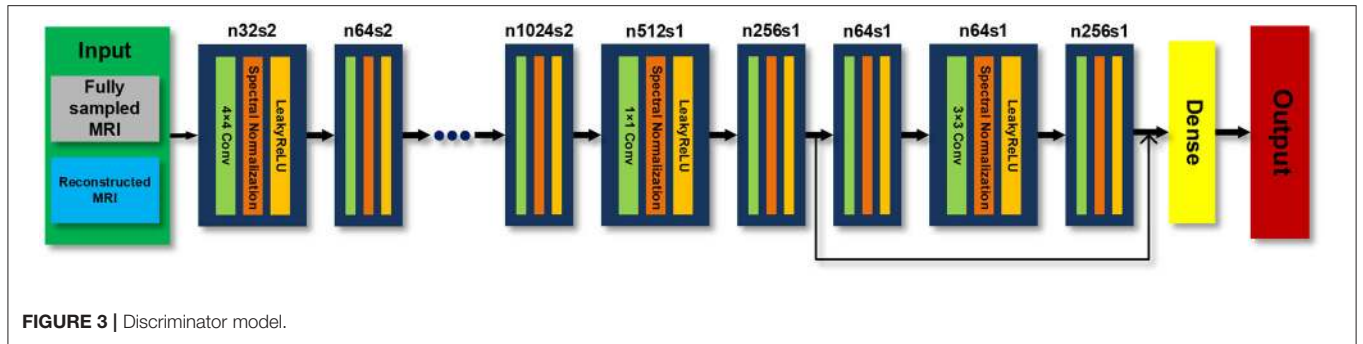 n32s2 n64s2 n1024s2 n512s1 n256s1 n64s1 n64s1 n256s1
Input
Fully
sampled
MRI
Reconstructed
MRI
4×4 Conv
Spectral Normalization
LeakyReLU
1×1 Conv
Spectral Normalization
LeakyReLU
3×3 Conv
Spectral Normalization
LeakyReLU
Dense
Output
FIGURE 3 | Discriminator model.